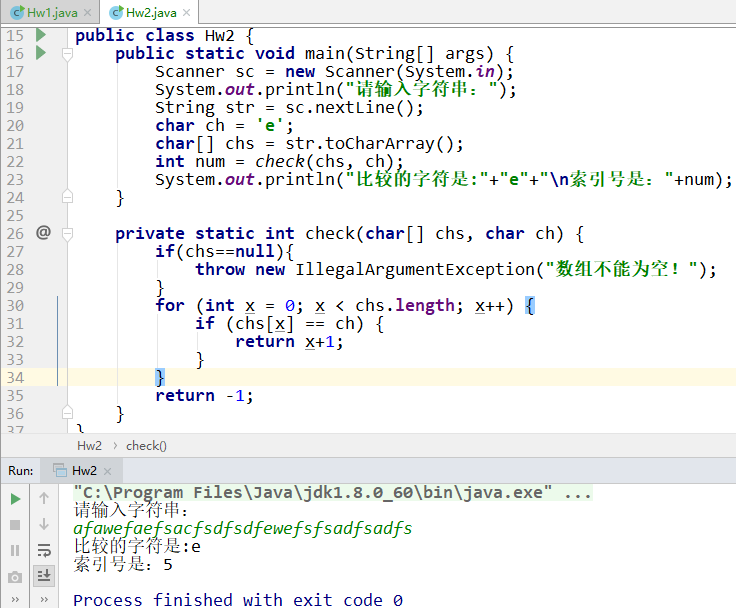 Hw1.java × Hw2.java ×
15 public class Hw2 {
16 public static void main(String[] args) {
17 Scanner sc = new Scanner(System.in);
18 System.out.println("请输入字符串：");
19 String str = sc.nextLine();
20 char ch = 'e';
21 char[] chs = str.toCharArray();
22 int num = check(chs, ch);
23 System.out.println("比较的字符是:"+"e"+"\n索引号是："+num);
24 }
25
26 @ private static int check(char[] chs, char ch) {
27 if(chs==null){
28 throw new IllegalArgumentException("数组不能为空！");
29 }
30 for (int x = 0; x < chs.length; x++) {
31 if (chs[x] == ch) {
32 return x+1;
33 }
34 }
35 return -1;
36 }
37 }
Hw2 › check()
Run: Hw2 ×
"C:\Program Files\Java\jdk1.8.0_60\bin\java.exe" ...
请输入字符串：
afawefaefsacfsdfsdfewefsfsadfsadfs
比较的字符是:e
索引号是：5
Process finished with exit code 0